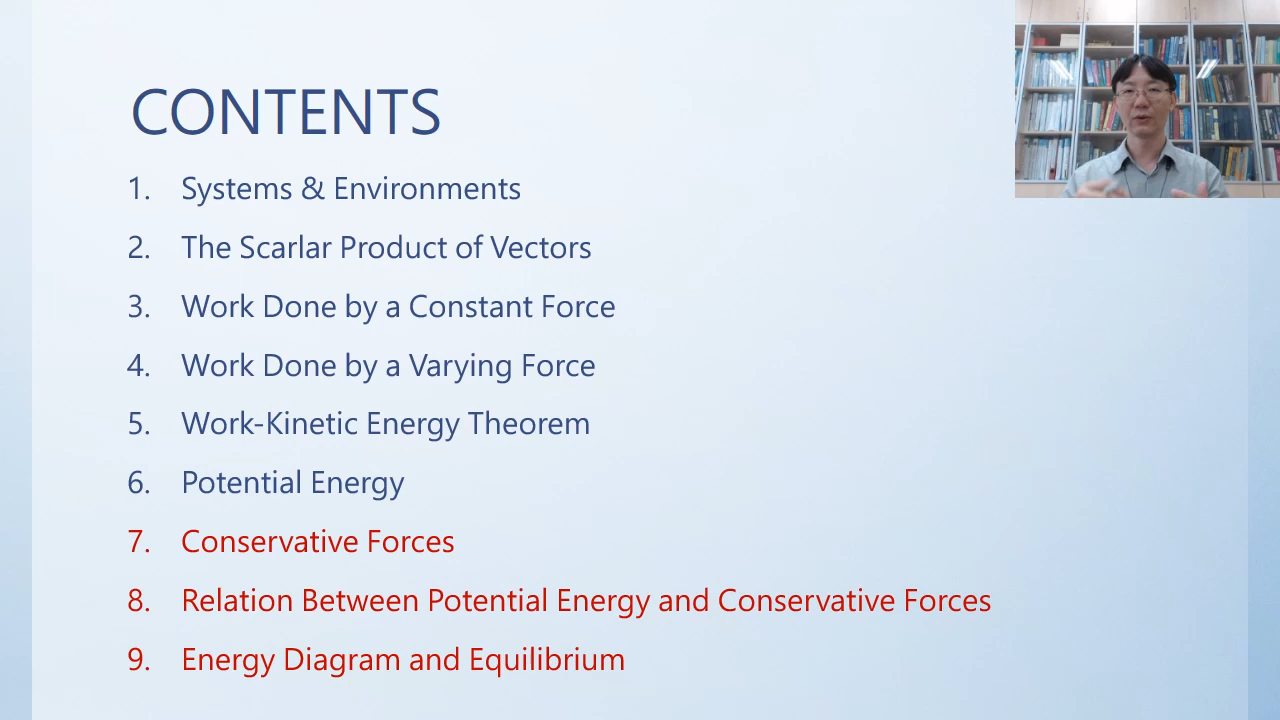 CONTENTS
1. Systems & Environments
2. The Scarlar Product of Vectors
3. Work Done by a Constant Force
4. Work Done by a Varying Force
5. Work-Kinetic Energy Theorem
6. Potential Energy
7. Conservative Forces
8. Relation Between Potential Energy and Conservative Forces
9. Energy Diagram and Equilibrium